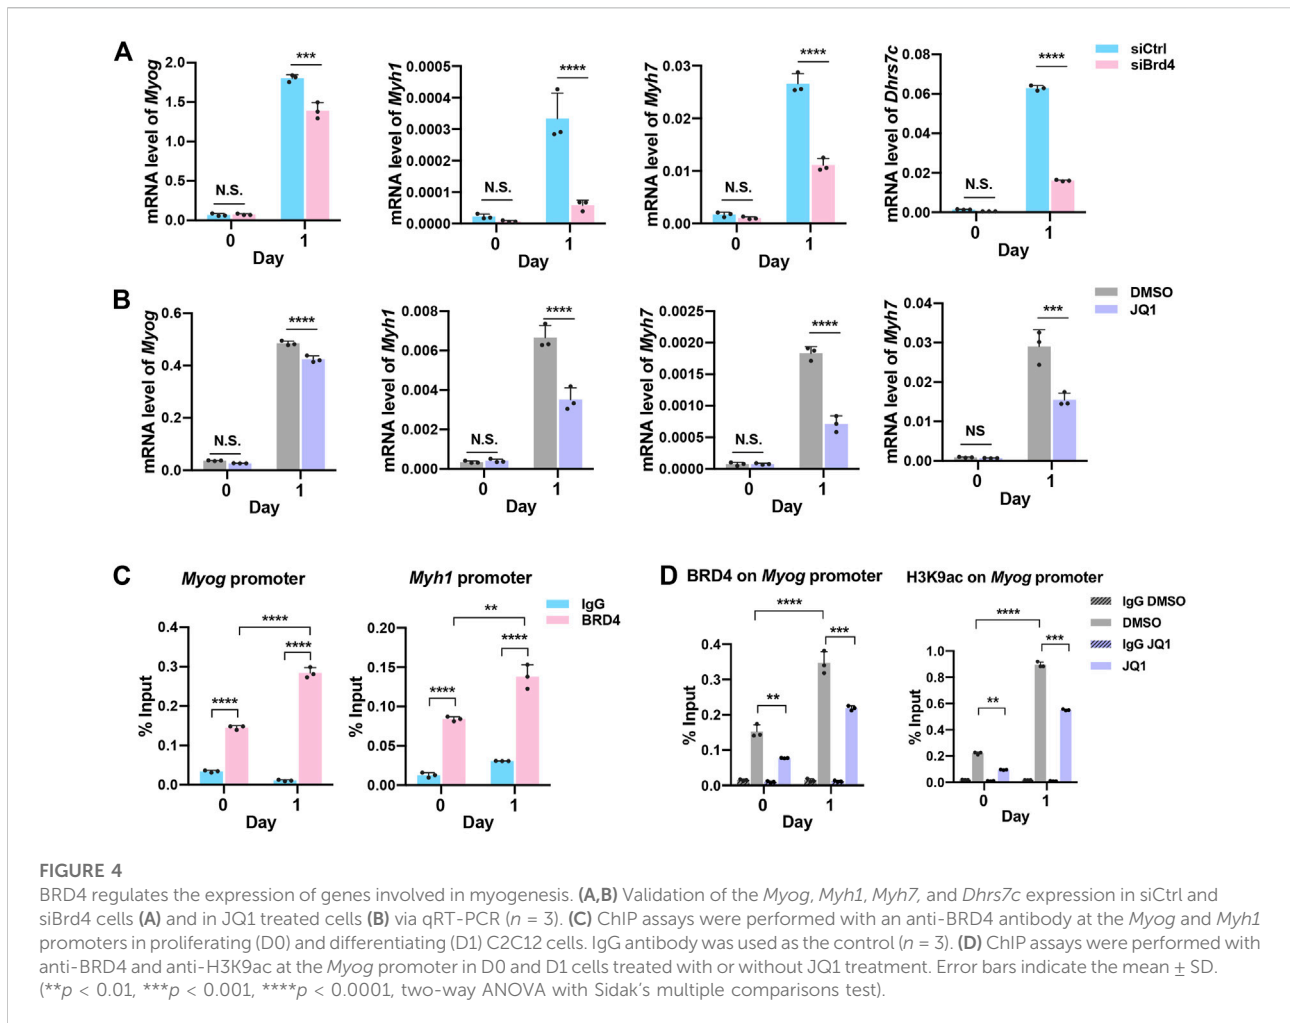 A
siCtrl
siBrd4
mRNA level of Myog
2.0
1.5
1.0
0.5
0.0
N.S.
***
0
1
Day
mRNA level of Myh1
0.0005
0.0004
0.0003
0.0002
0.0001
0.0000
N.S.
****
0
1
Day
mRNA level of Myh7
0.03
0.02
0.01
0.00
N.S.
****
0
1
Day
mRNA level of Dhrs7c
0.08
0.06
0.04
0.02
0.00
N.S.
****
0
1
Day
B
DMSO
JQ1
mRNA level of Myog
0.6
0.4
0.2
0.0
N.S.
****
0
1
Day
mRNA level of Myh1
0.008
0.006
0.004
0.002
0.000
N.S.
****
0
1
Day
mRNA level of Myh7
0.0025
0.0020
0.0015
0.0010
0.0005
0.0000
N.S.
****
0
1
Day
mRNA level of Myh7
0.04
0.03
0.02
0.01
0.00
NS
***
0
1
Day
C
Myog promoter
% Input
0.4
0.3
0.2
0.1
0.0
****
****
****
0
1
Day
Myh1 promoter
IgG
BRD4
% Input
0.20
0.15
0.10
0.05
0.00
**
****
****
0
1
Day
D
BRD4 on Myog promoter
% Input
0.4
0.3
0.2
0.1
0.0
****
***
**
0
1
Day
H3K9ac on Myog promoter
IgG DMSO
DMSO
IgG JQ1
JQ1
% Input
1.0
0.8
0.6
0.4
0.2
0.0
****
***
**
0
1
Day
FIGURE 4
BRD4 regulates the expression of genes involved in myogenesis. (A,B) Validation of the Myog, Myh1, Myh7, and Dhrs7c expression in siCtrl and
siBrd4 cells (A) and in JQ1 treated cells (B) via qRT-PCR (n = 3). (C) ChIP assays were performed with an anti-BRD4 antibody at the Myog and Myh1
promoters in proliferating (D0) and differentiating (D1) C2C12 cells. IgG antibody was used as the control (n = 3). (D) ChIP assays were performed with
anti-BRD4 and anti-H3K9ac at the Myog promoter in D0 and D1 cells treated with or without JQ1 treatment. Error bars indicate the mean ± SD.
(**p < 0.01, ***p < 0.001, ****p < 0.0001, two-way ANOVA with Sidak's multiple comparisons test).